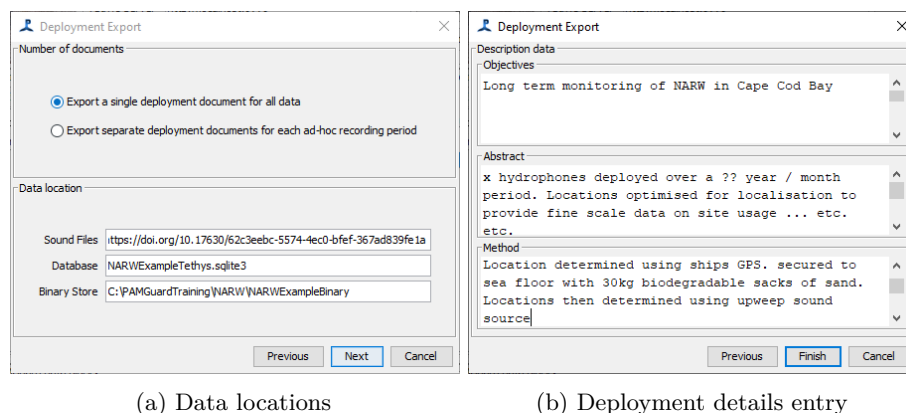 Deployment Export
Number of documents
Export a single deployment document for all data
Export separate deployment documents for each ad-hoc recording period
Data location
Sound Files ttps://doi.org/10.17630/62c3eebc-5574-4ec0-bfef-367ad839fe1a
Database NARWExampleTethys.sqlite3
Binary Store C:\PAMGuardTraining\NARW\NARWExampleBinary
Previous Next Cancel
(a) Data locations
Deployment Export
Description data
Objectives
Long term monitoring of NARW in Cape Cod Bay
Abstract
x hydrophones deployed over a ?? year / month
period. Locations optimised for localisation to
provide fine scale data on site usage ... etc.
etc.
Method
Location determined using ships GPS. secured to
sea floor with 30kg biodegradable sacks of sand.
Locations then determined using upweep sound
source
Previous Finish Cancel
(b) Deployment details entry